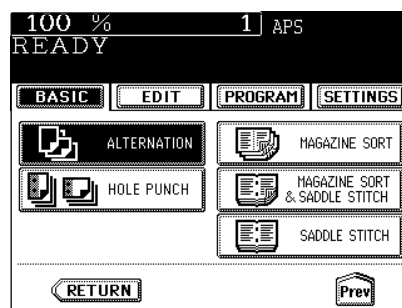 100 % 1 APS
READY
BASIC EDIT PROGRAM SETTINGS
ALTERNATION MAGAZINE SORT
HOLE PUNCH MAGAZINE SORT
& SADDLE STITCH
SADDLE STITCH
RETURN Prev